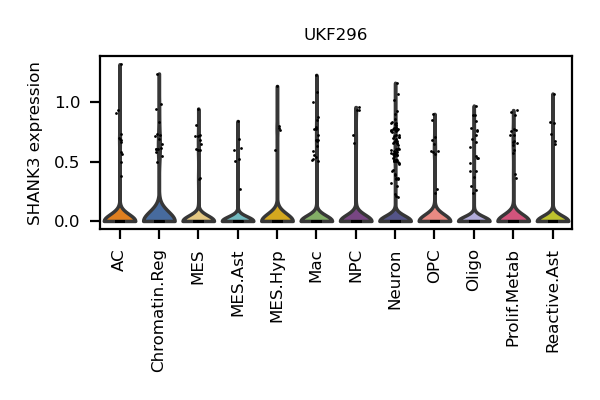 UKF296
SHANK3 expression
1.0
0.5
0.0
AC
Chromatin.Reg
MES
MES.Ast
MES.Hyp
Mac
NPC
Neuron
OPC
Oligo
Prolif.Metab
Reactive.Ast